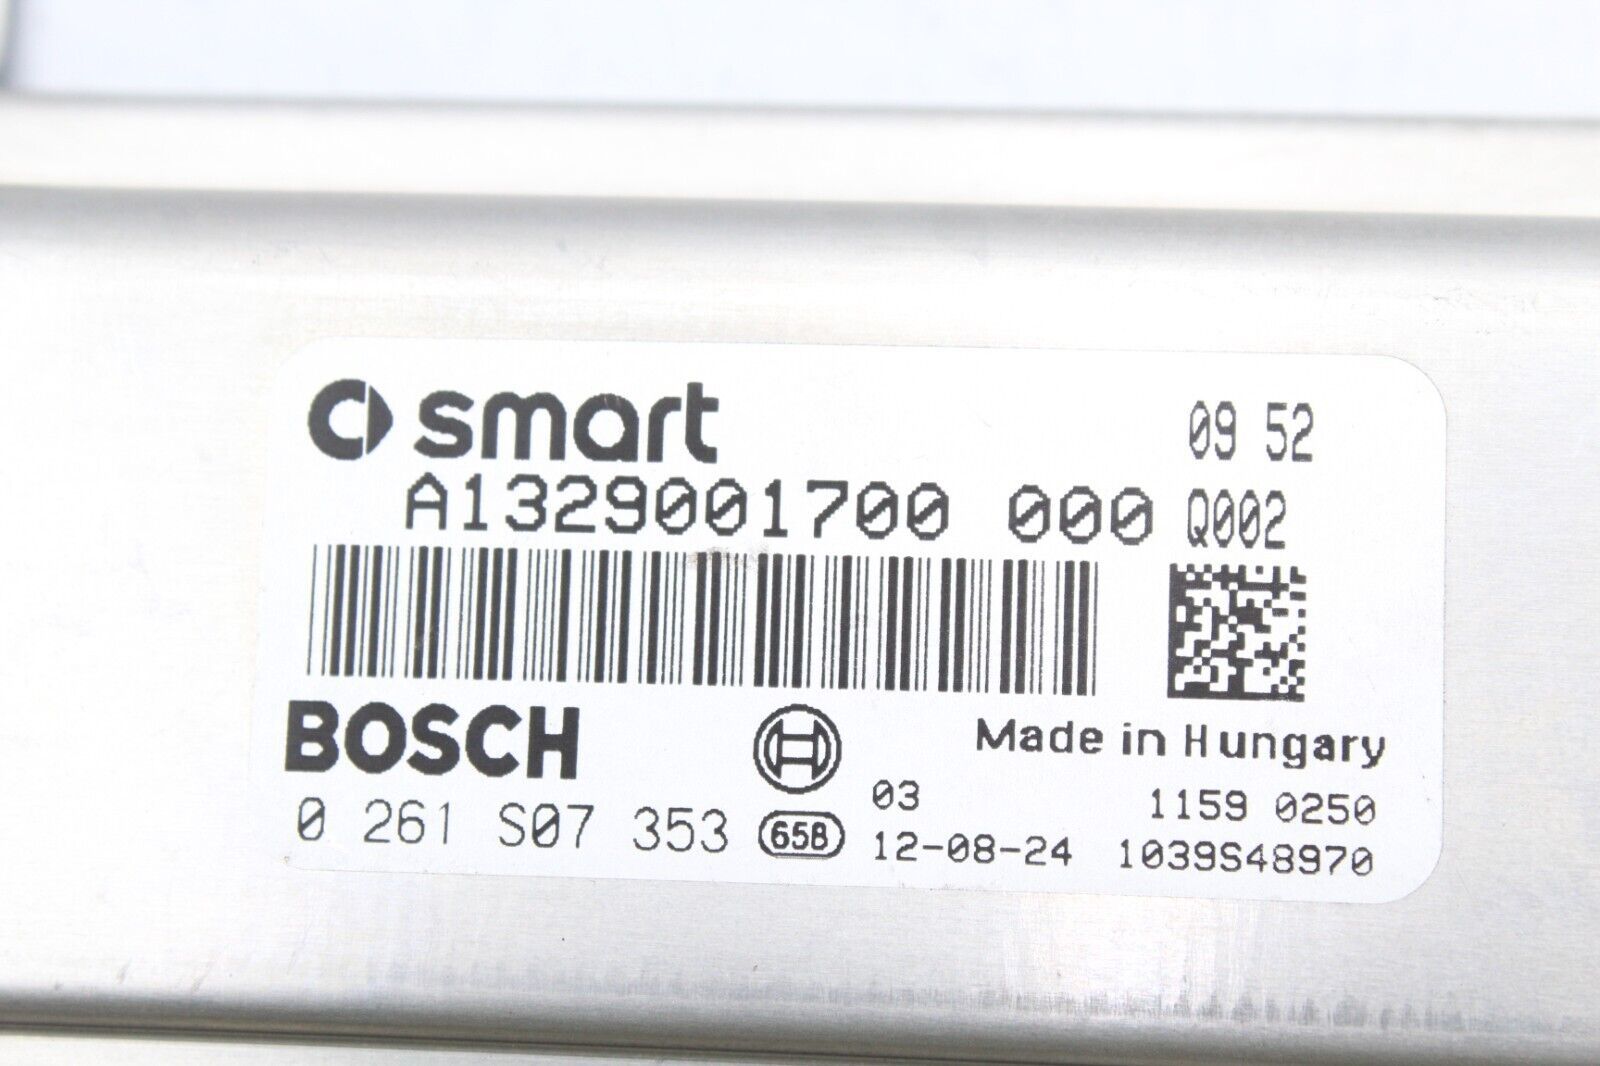 smart
09 52
A1329001700 000 Q002
BOSCH
Made in Hungary
03
1159 0250
0 261 S07 353
658
12-08-24
1039S48970